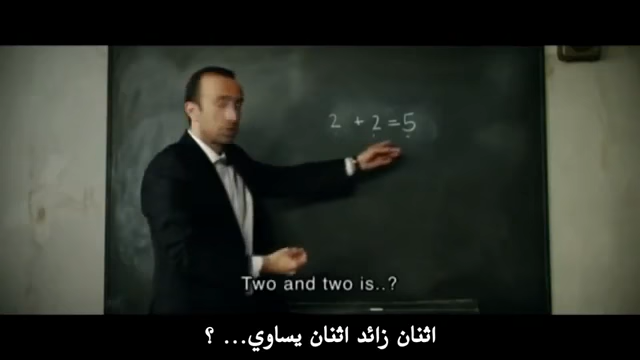 2 + 2 = 5
Two and two is..?
اثنان زائد اثنان يساوي... ؟